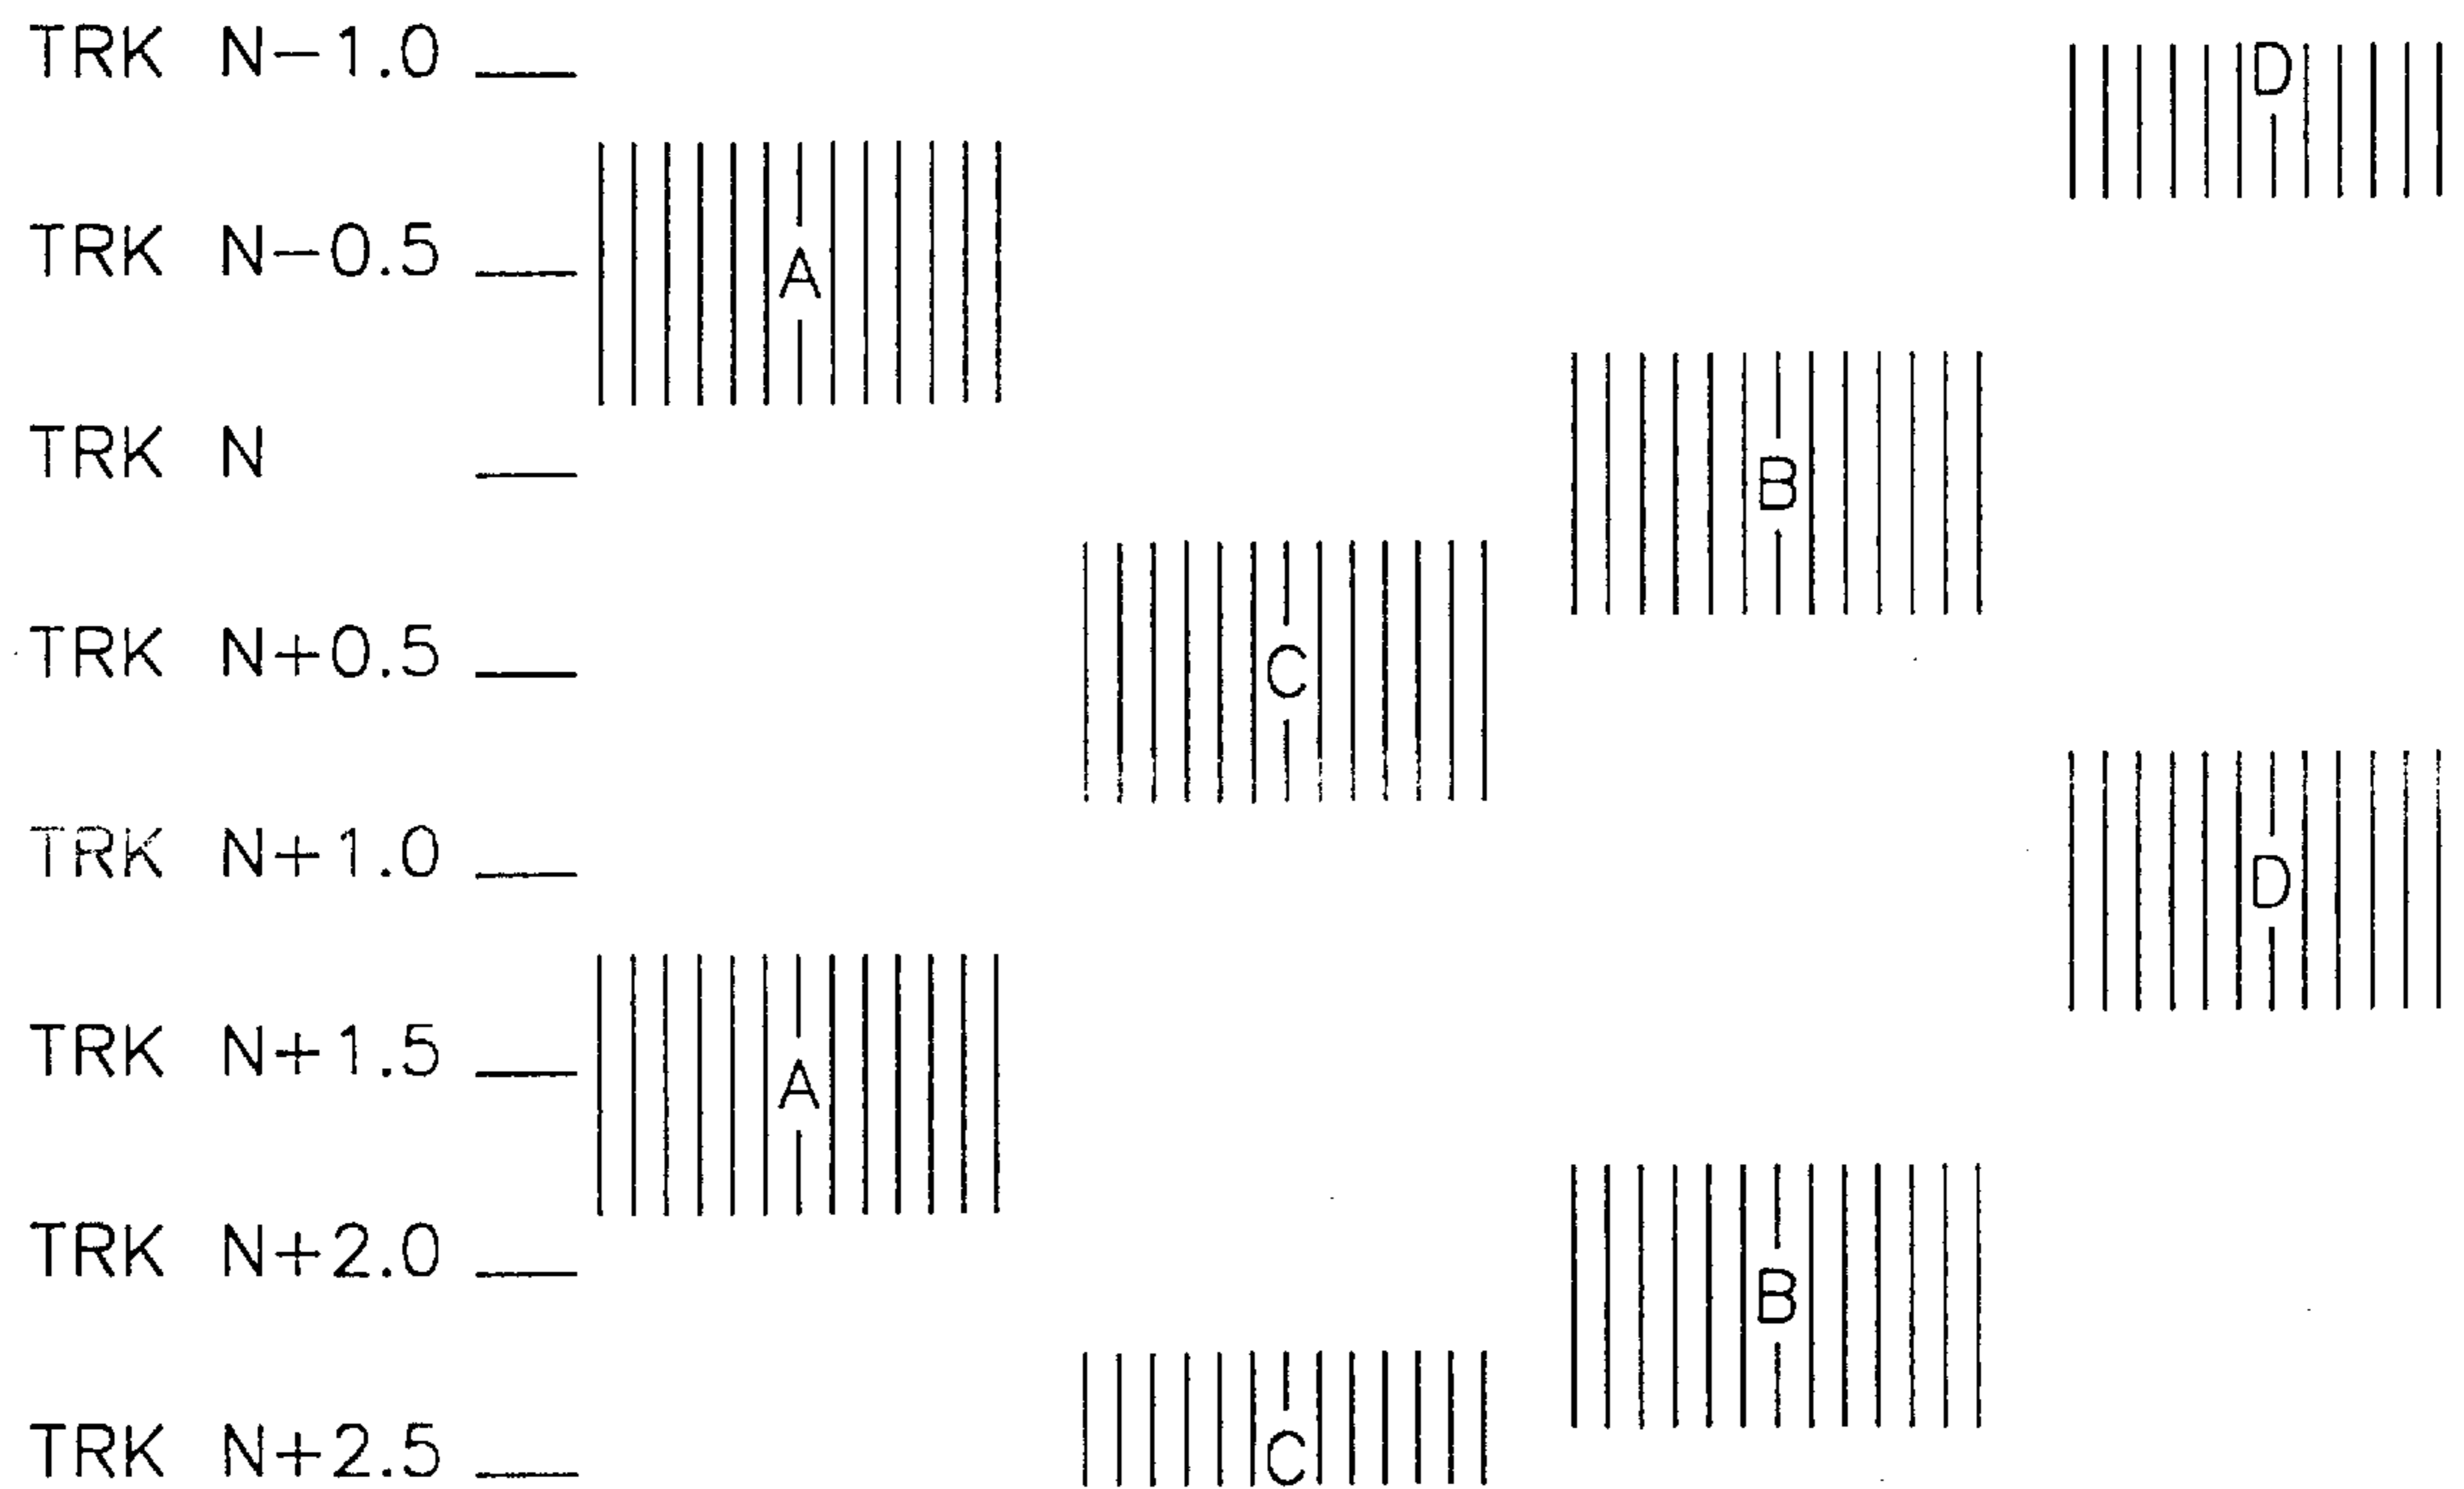 TRK N-1.0
D
TRK N-0.5
A
TRK N
B
TRK N+0.5
C
TRK N+1.0
D
TRK N+1.5
A
TRK N+2.0
B
TRK N+2.5
C